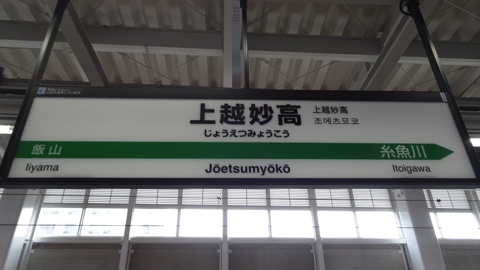 上越妙高
上越妙高
조에츠묘코
じょうえつみょうこう
飯山
糸魚川
Iiyama
Jōetsumyōkō
Itoigawa